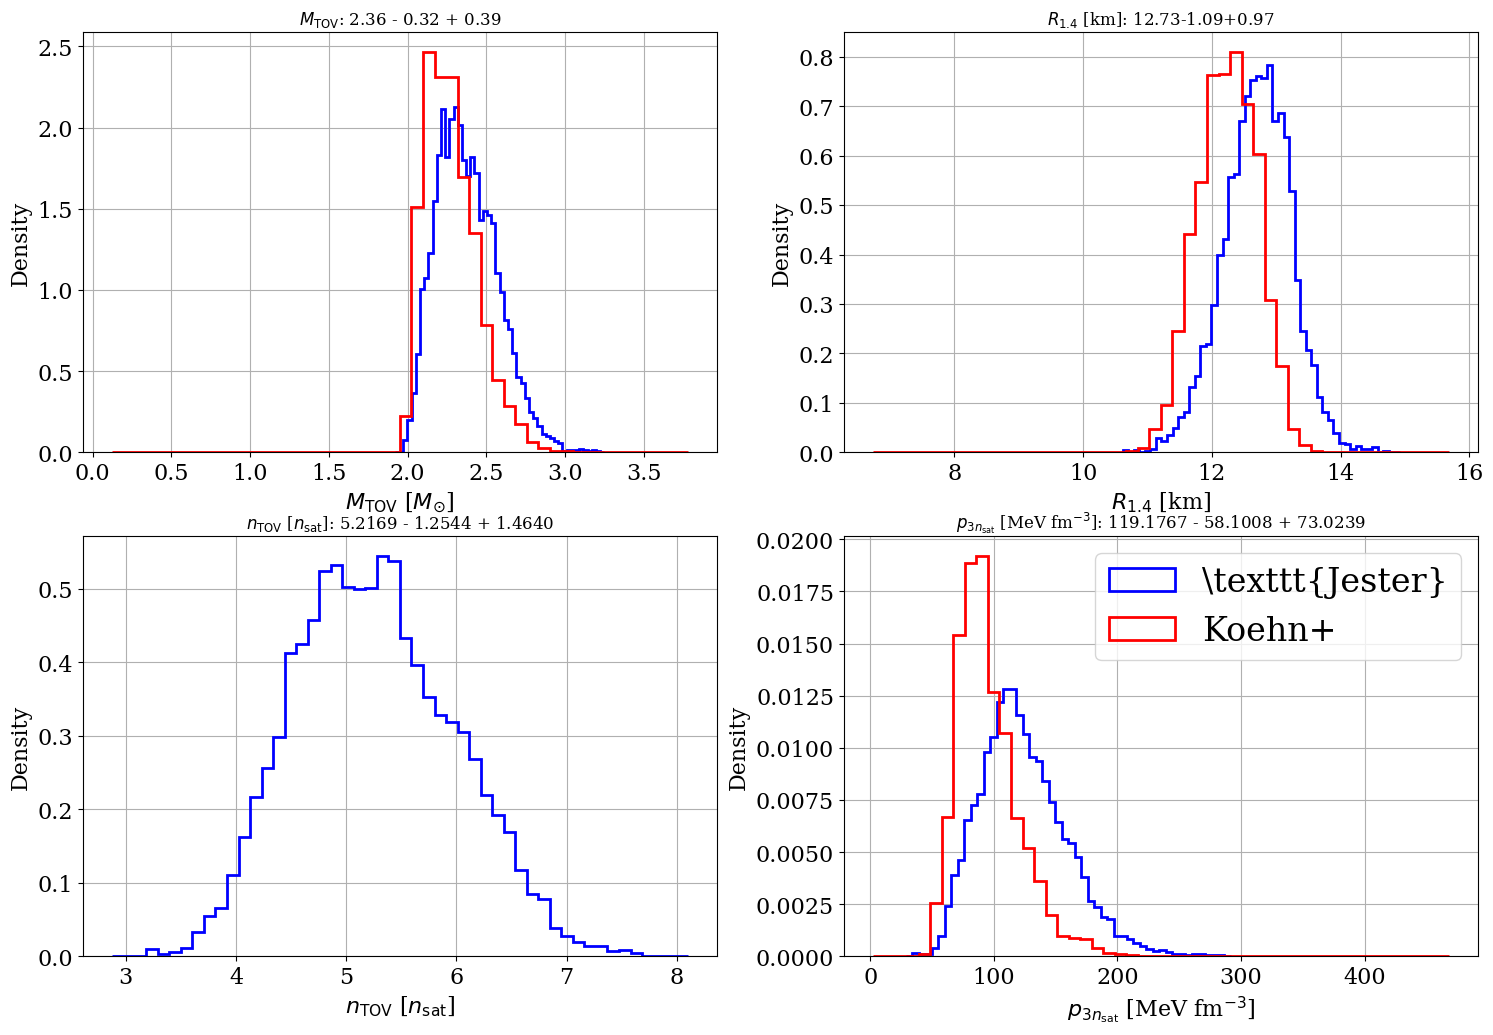 M_TOV: 2.36 - 0.32 + 0.39
2.5
2.0
1.5
1.0
0.5
0.0
Density
0.0 0.5 1.0 1.5 2.0 2.5 3.0 3.5
M_TOV [M_⊙]
R_1.4 [km]: 12.73-1.09+0.97
0.8
0.7
0.6
0.5
0.4
0.3
0.2
0.1
0.0
Density
8 10 12 14 16
R_1.4 [km]
n_TOV [n_sat]: 5.2169 - 1.2544 + 1.4640
0.5
0.4
0.3
0.2
0.1
0.0
Density
3 4 5 6 7 8
n_TOV [n_sat]
p_3n_sat [MeV fm⁻³]: 119.1767 - 58.1008 + 73.0239
0.0200
0.0175
0.0150
0.0125
0.0100
0.0075
0.0050
0.0025
0.0000
Density
\texttt{Jester}
Koehn+
0 100 200 300 400
p_3n_sat [MeV fm⁻³]